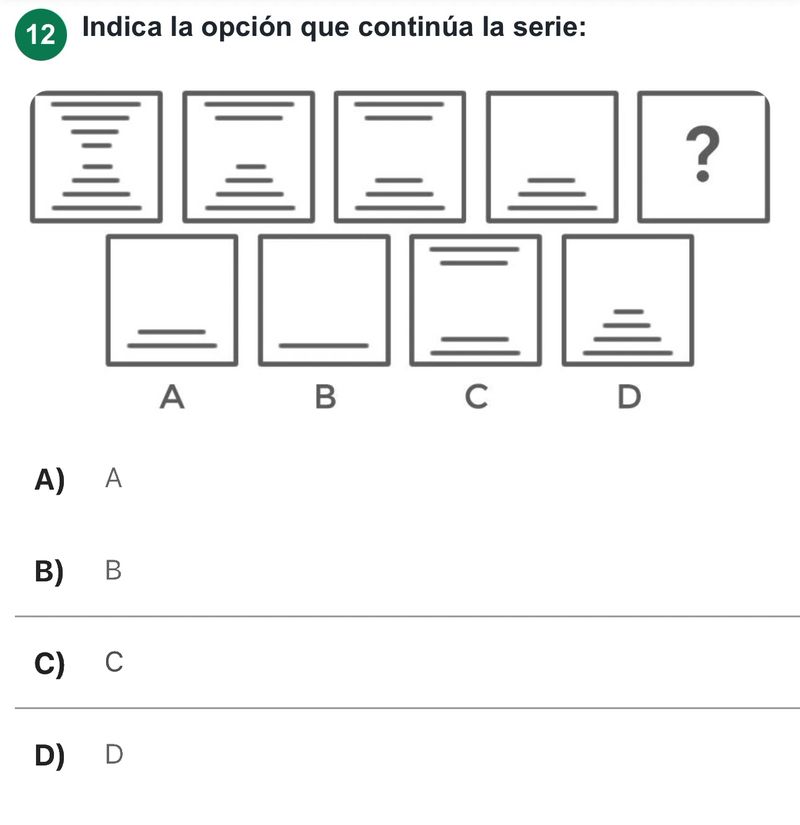 12 Indica la opción que continúa la serie:
?
A B C D
A) A
B) B
C) C
D) D